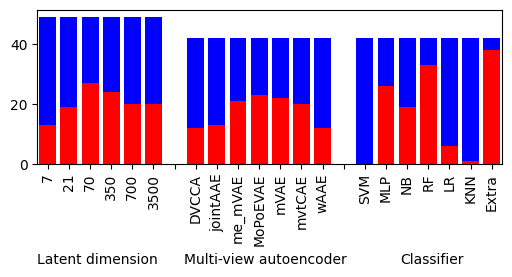 40
20
0
7
21
70
350
700
3500
DVCCA
jointAAE
me_mVAE
MoPoEVAE
mVAE
mvtCAE
wAAE
SVM
MLP
NB
RF
LR
KNN
Extra
Latent dimension
Multi-view autoencoder
Classifier